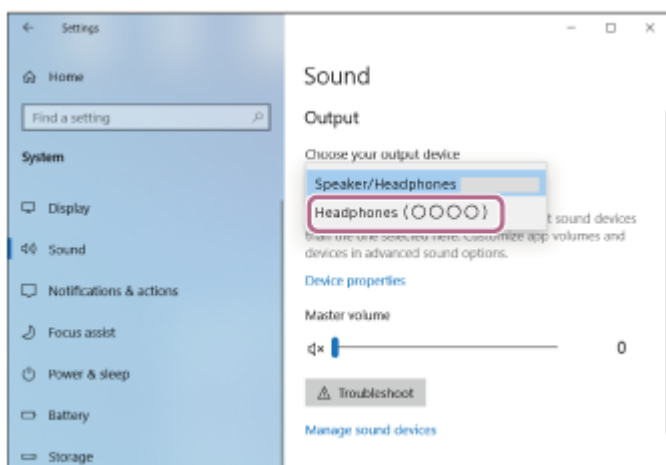 Settings
Home
Find a setting
System
Display
Sound
Notifications & actions
Focus assist
Power & sleep
Battery
Storage
Sound
Output
Choose your output device
Speaker/Headphones
Headphones (○○○○)
t sound devices
than the one selected here. Customize app volumes and
devices in advanced sound options.
Device properties
Master volume
0
Troubleshoot
Manage sound devices